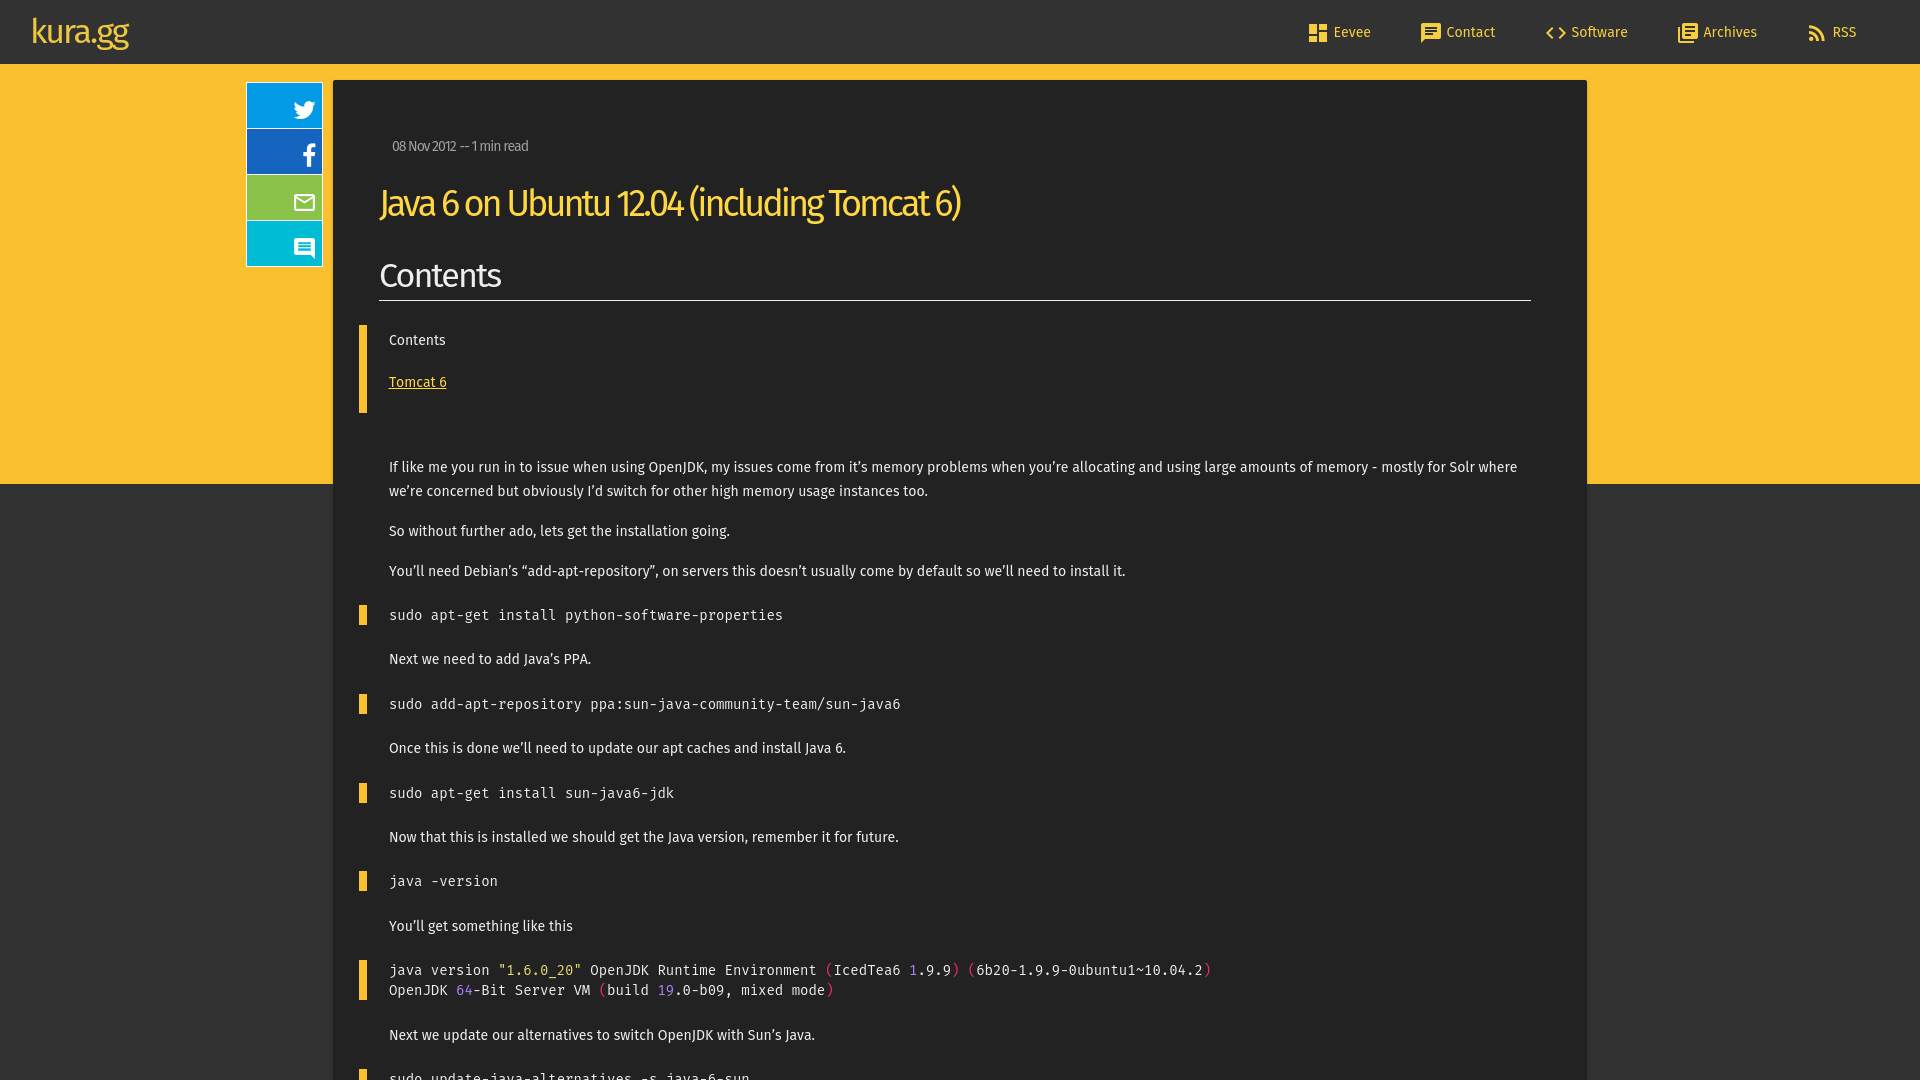 kura.gg
Eevee
Contact
Software
Archives
RSS
08 Nov 2012 -- 1 min read
Java 6 on Ubuntu 12.04 (including Tomcat 6)
Contents
Contents
Tomcat 6
If like me you run in to issue when using OpenJDK, my issues come from it’s memory problems when you’re allocating and using large amounts of memory - mostly for Solr where
we’re concerned but obviously I’d switch for other high memory usage instances too.
So without further ado, lets get the installation going.
You’ll need Debian’s “add-apt-repository”, on servers this doesn’t usually come by default so we’ll need to install it.
sudo apt-get install python-software-properties
Next we need to add Java’s PPA.
sudo add-apt-repository ppa:sun-java-community-team/sun-java6
Once this is done we’ll need to update our apt caches and install Java 6.
sudo apt-get install sun-java6-jdk
Now that this is installed we should get the Java version, remember it for future.
java -version
You’ll get something like this
java version "1.6.0_20" OpenJDK Runtime Environment (IcedTea6 1.9.9) (6b20-1.9.9-0ubuntu1~10.04.2)
OpenJDK 64-Bit Server VM (build 19.0-b09, mixed mode)
Next we update our alternatives to switch OpenJDK with Sun’s Java.
sudo update-java-alternatives -s java-6-sun